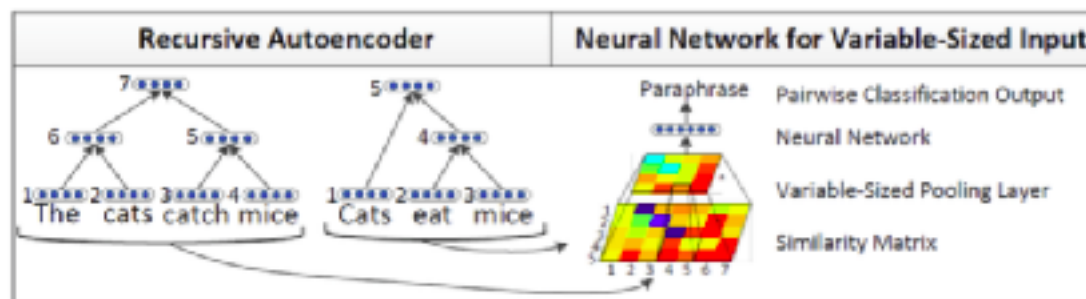 Recursive Autoencoder
Neural Network for Variable-Sized Input
7
5
6
5
4
1 2 3 4
The cats catch mice
1 2 3
Cats eat mice
Paraphrase
Pairwise Classification Output
Neural Network
Variable-Sized Pooling Layer
Similarity Matrix
1
5
1 2 3 4 5 6 7